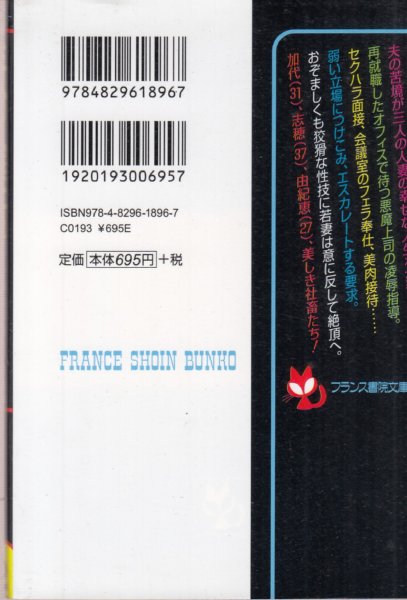 夫の苦境が三人の人妻の幸せな
再就職したオフィスで待つ悪魔上司の凌辱指導。
セクハラ面接、会議室のフェラ奉仕、美肉接待……
弱い立場につけこみ、エスカレートする要求。
おぞましくも狡猾な性技に若妻は意に反して絶頂へ。
加代(31)、志穂(37)、由紀恵(27)、美しき社畜たち!
フランス書院文庫
9784829618967
1920193006957
ISBN978-4-8296-1896-7
C0193 ¥695E
定価 本体695円 +税
FRANCE SHOIN BUNKO